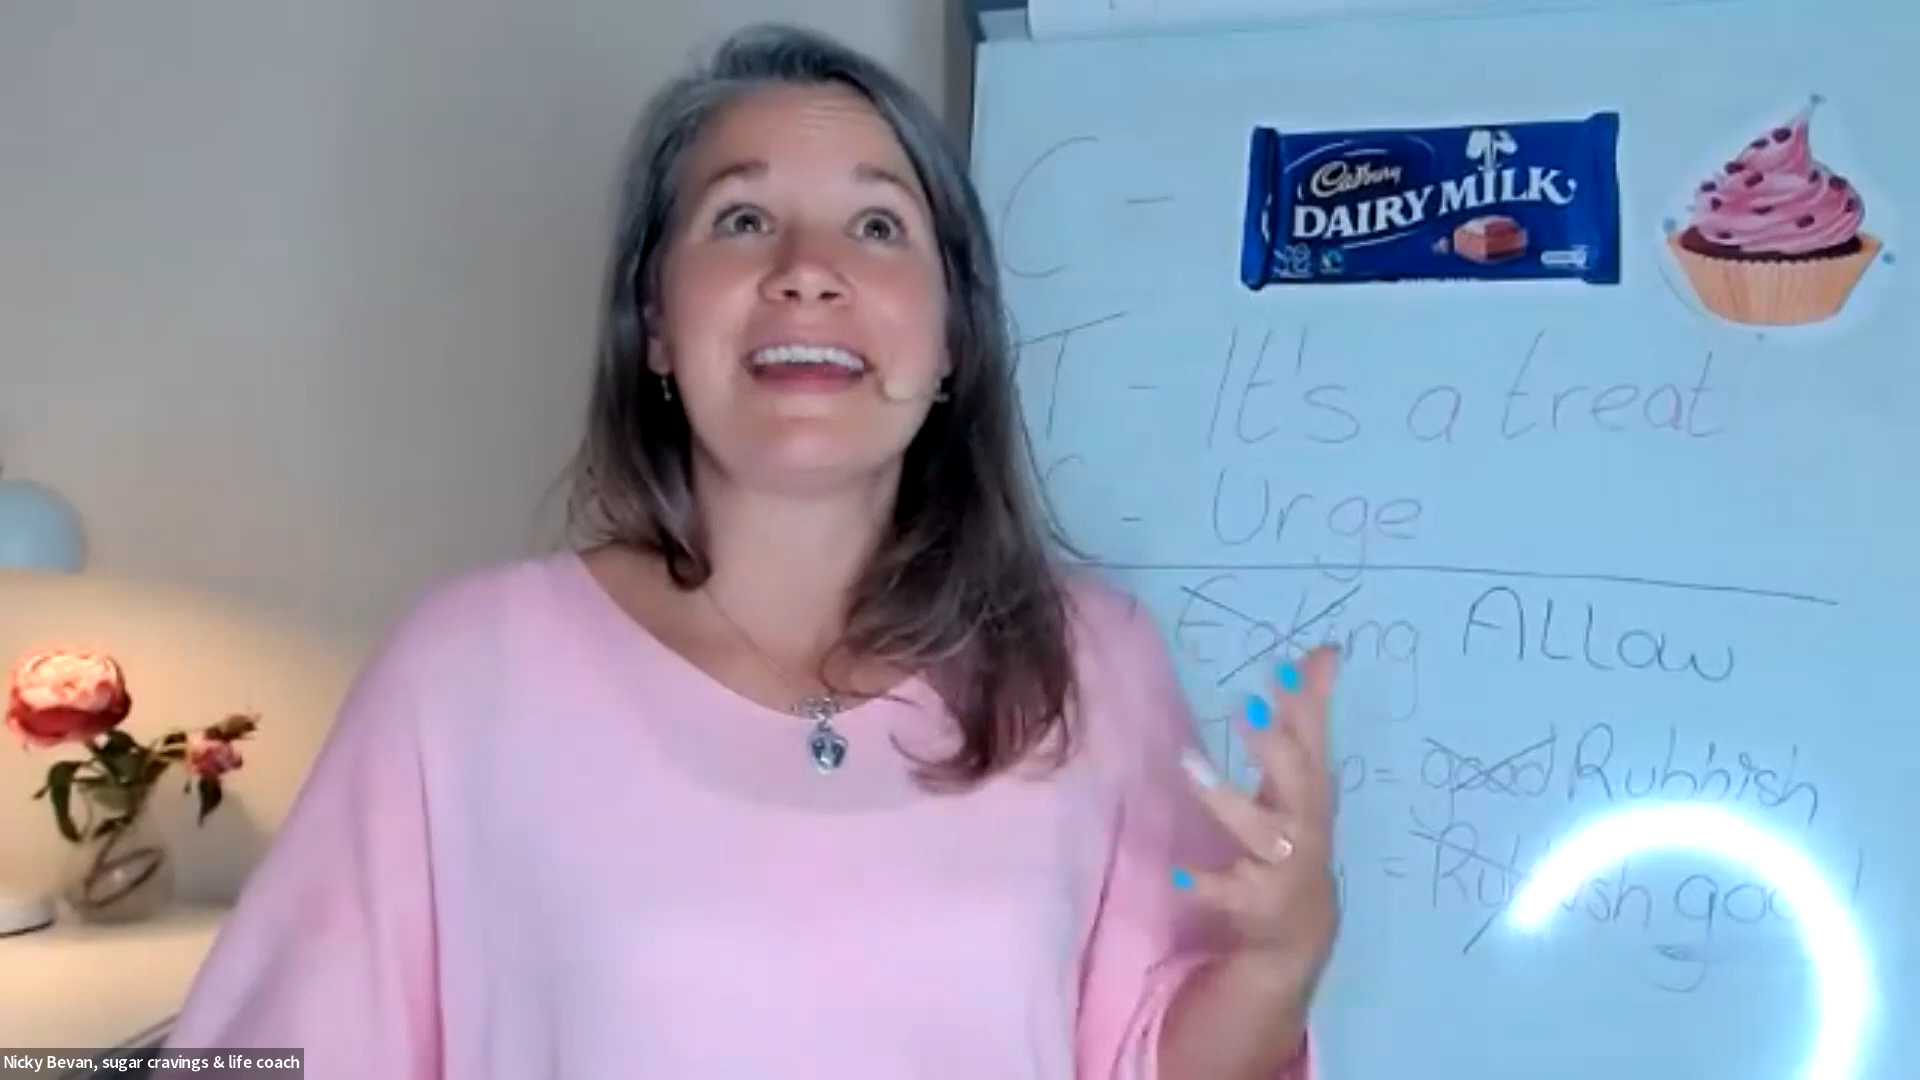 C -
Cadbury
DAIRY MILK
T - It's a treat
- Urge
Eating ALLow
= good Rubbish
= Rubbish good
Nicky Bevan, sugar cravings & life coach